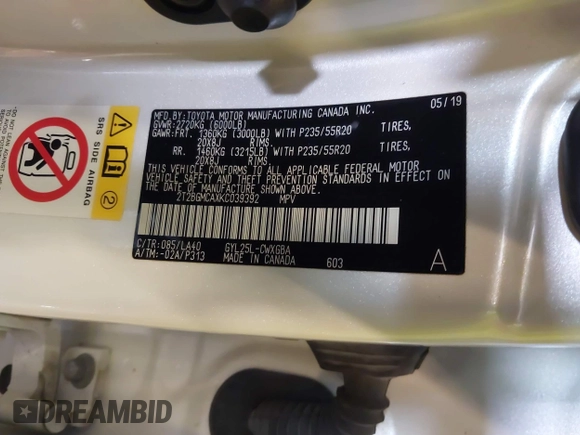 MFD. BY:TOYOTA MOTOR MANUFACTURING CANADA INC. 05/19
GVWR:2720KG (6000LB)
GAWR:FRT. 1360KG (3000LB) WITH P235/55R20 TIRES,
20X8J RIMS.
RR. 1460KG (3215LB) WITH P235/55R20 TIRES,
20X8J RIMS.
THIS VEHICLE CONFORMS TO ALL APPLICABLE FEDERAL MOTOR
VEHICLE SAFETY AND THEFT PREVENTION STANDARDS IN EFFECT ON
THE DATE OF MANUFACTURE SHOWN ABOVE.
2T2BGMCAXKC039392 MPV
C/TR:085/LA40 GYL25L-CWXGBA
A/TM:-02A/P313 MADE IN CANADA 603 A
SRS SIDE AIRBAG
DREAMBID